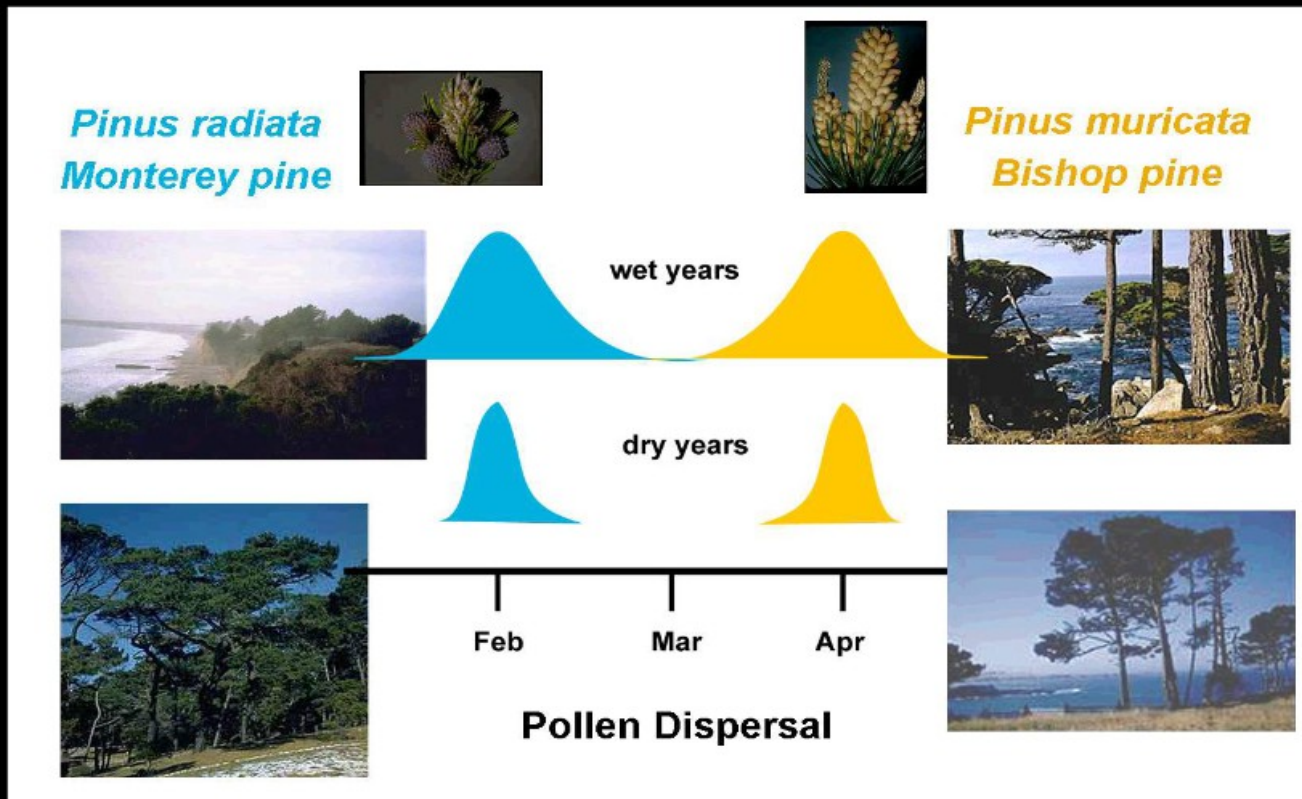 Pinus radiata
Monterey pine
Pinus muricata
Bishop pine
wet years
dry years
Feb
Mar
Apr
Pollen Dispersal